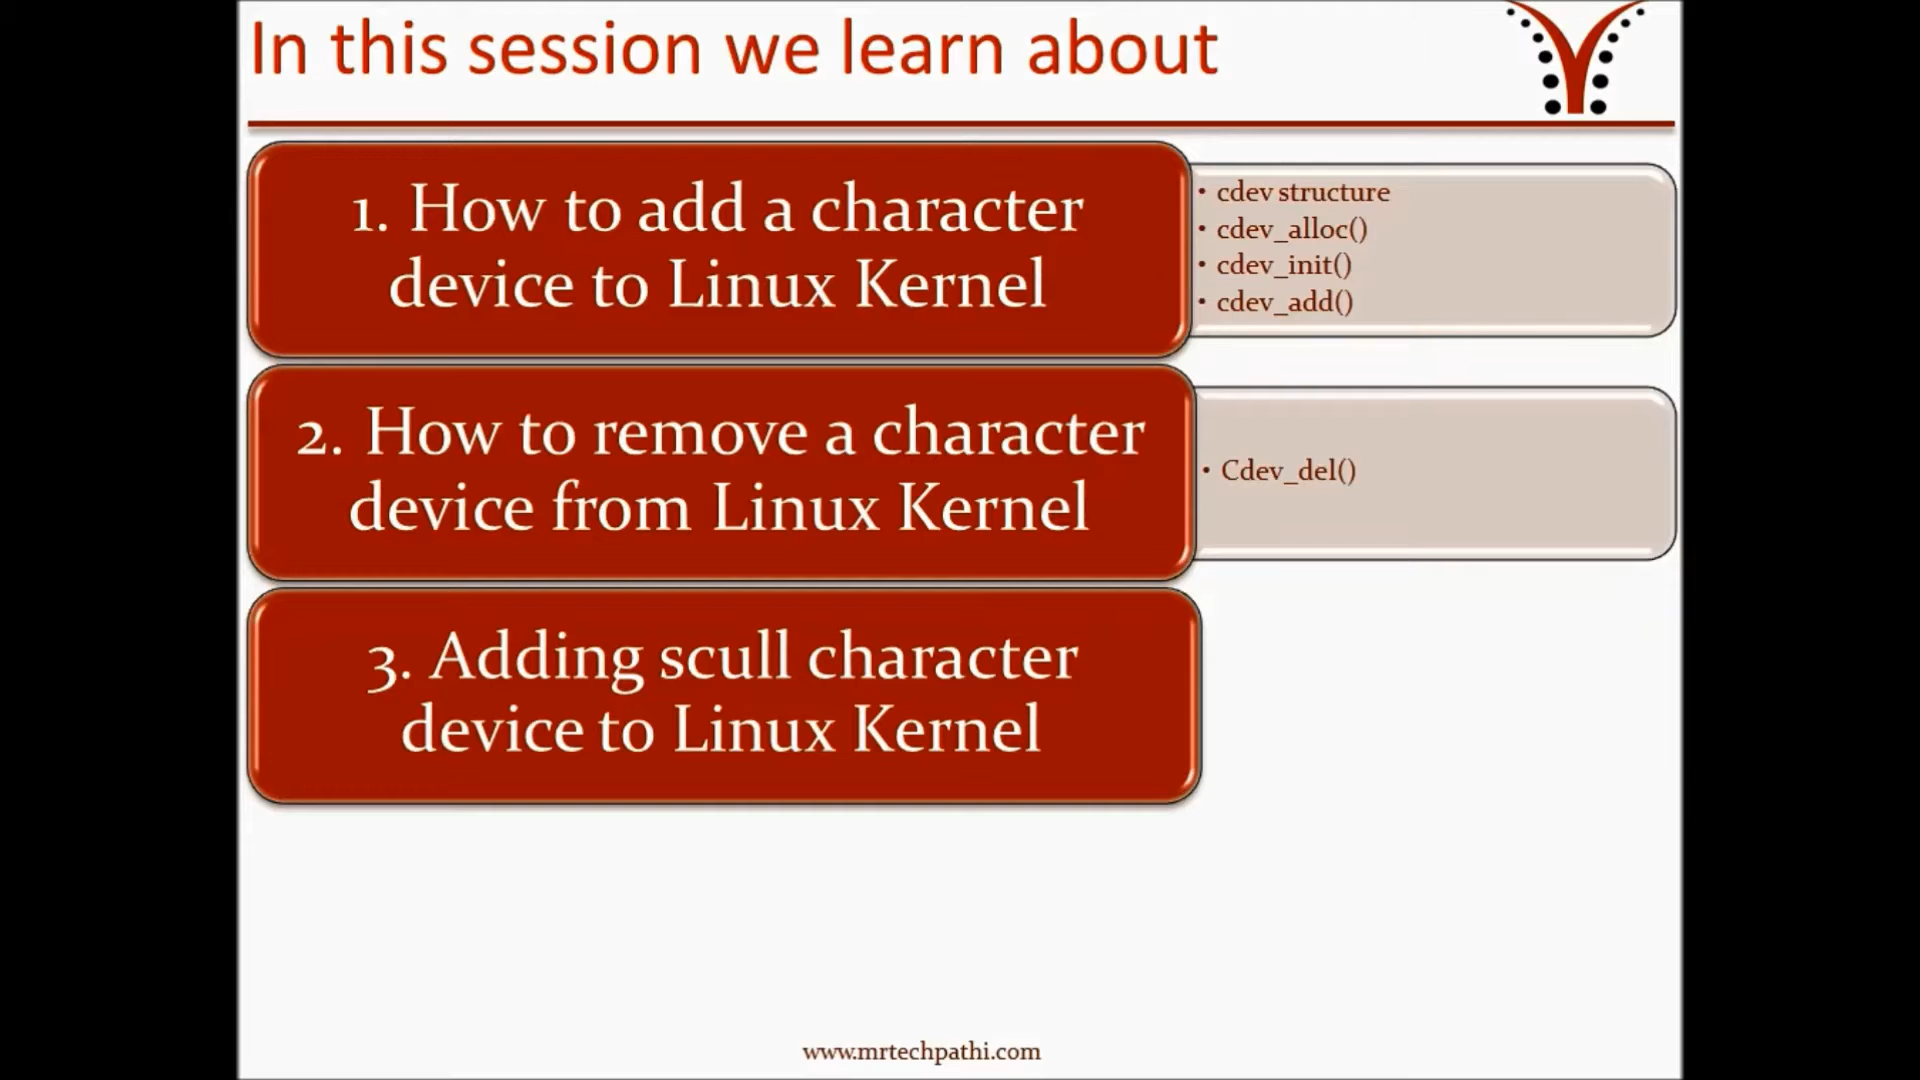 In this session we learn about
1. How to add a character
device to Linux Kernel
• cdev structure
• cdev_alloc()
• cdev_init()
• cdev_add()
2. How to remove a character
device from Linux Kernel
• Cdev_del()
3. Adding scull character
device to Linux Kernel
www.mrtechpathi.com